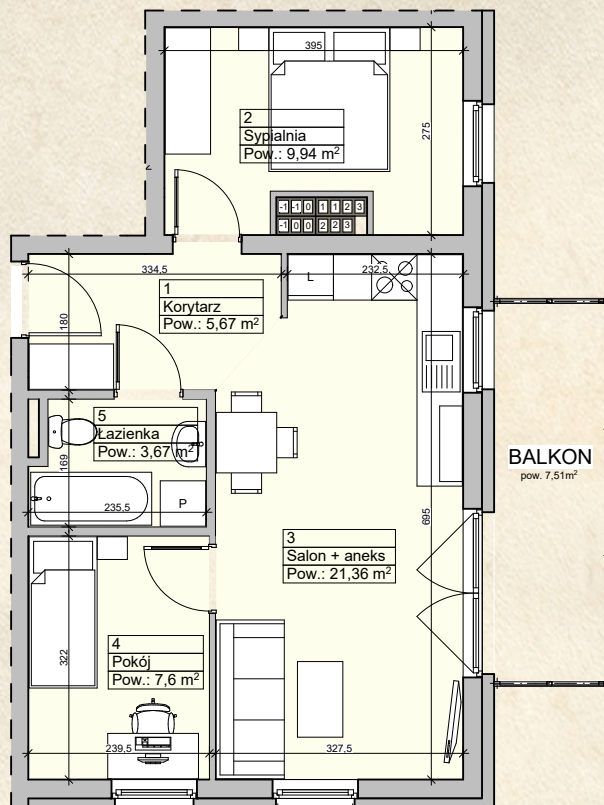 395
2
Sypialnia
Pow.: 9,94 m²
275
-1 -1 0 1 1 2 3
-1 0 0 2 2 3
334,5
232,5
L
1
Korytarz
Pow.: 5,67 m²
180
5
Łazienka
Pow.: 3,67 m²
169
235,5
P
BALKON
pow. 7,51m²
695
3
Salon + aneks
Pow.: 21,36 m²
322
4
Pokój
Pow.: 7,6 m²
239,5
327,5